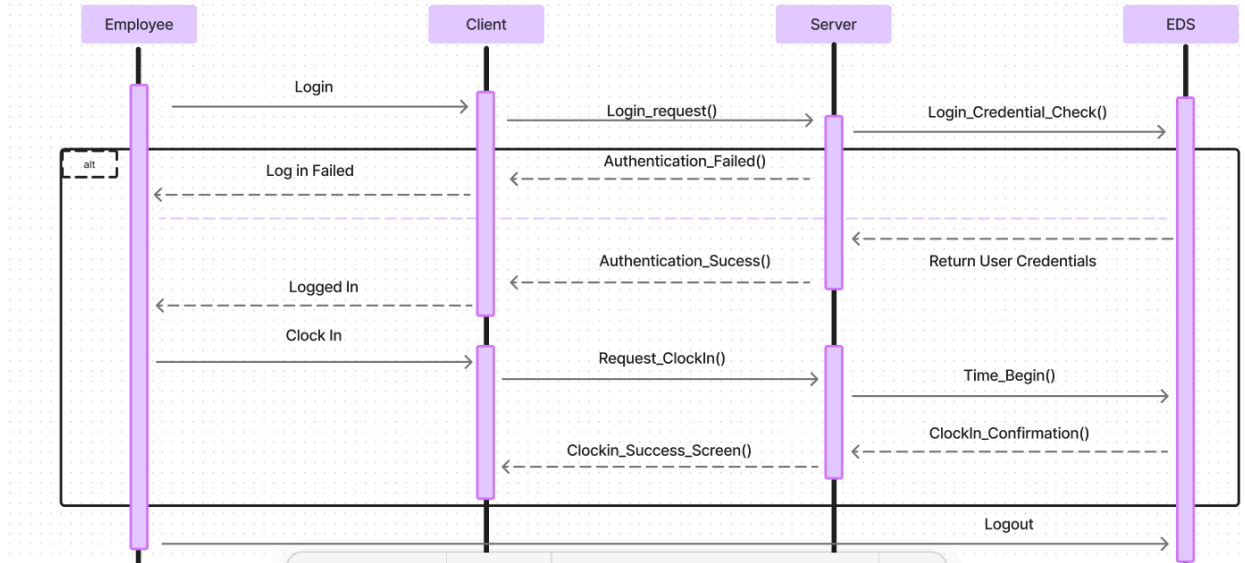 Employee
Client
Server
EDS
Login
Login_request()
Login_Credential_Check()
alt
Log in Failed
Authentication_Failed()
Return User Credentials
Authentication_Sucess()
Logged In
Clock In
Request_ClockIn()
Time_Begin()
ClockIn_Confirmation()
Clockin_Success_Screen()
Logout